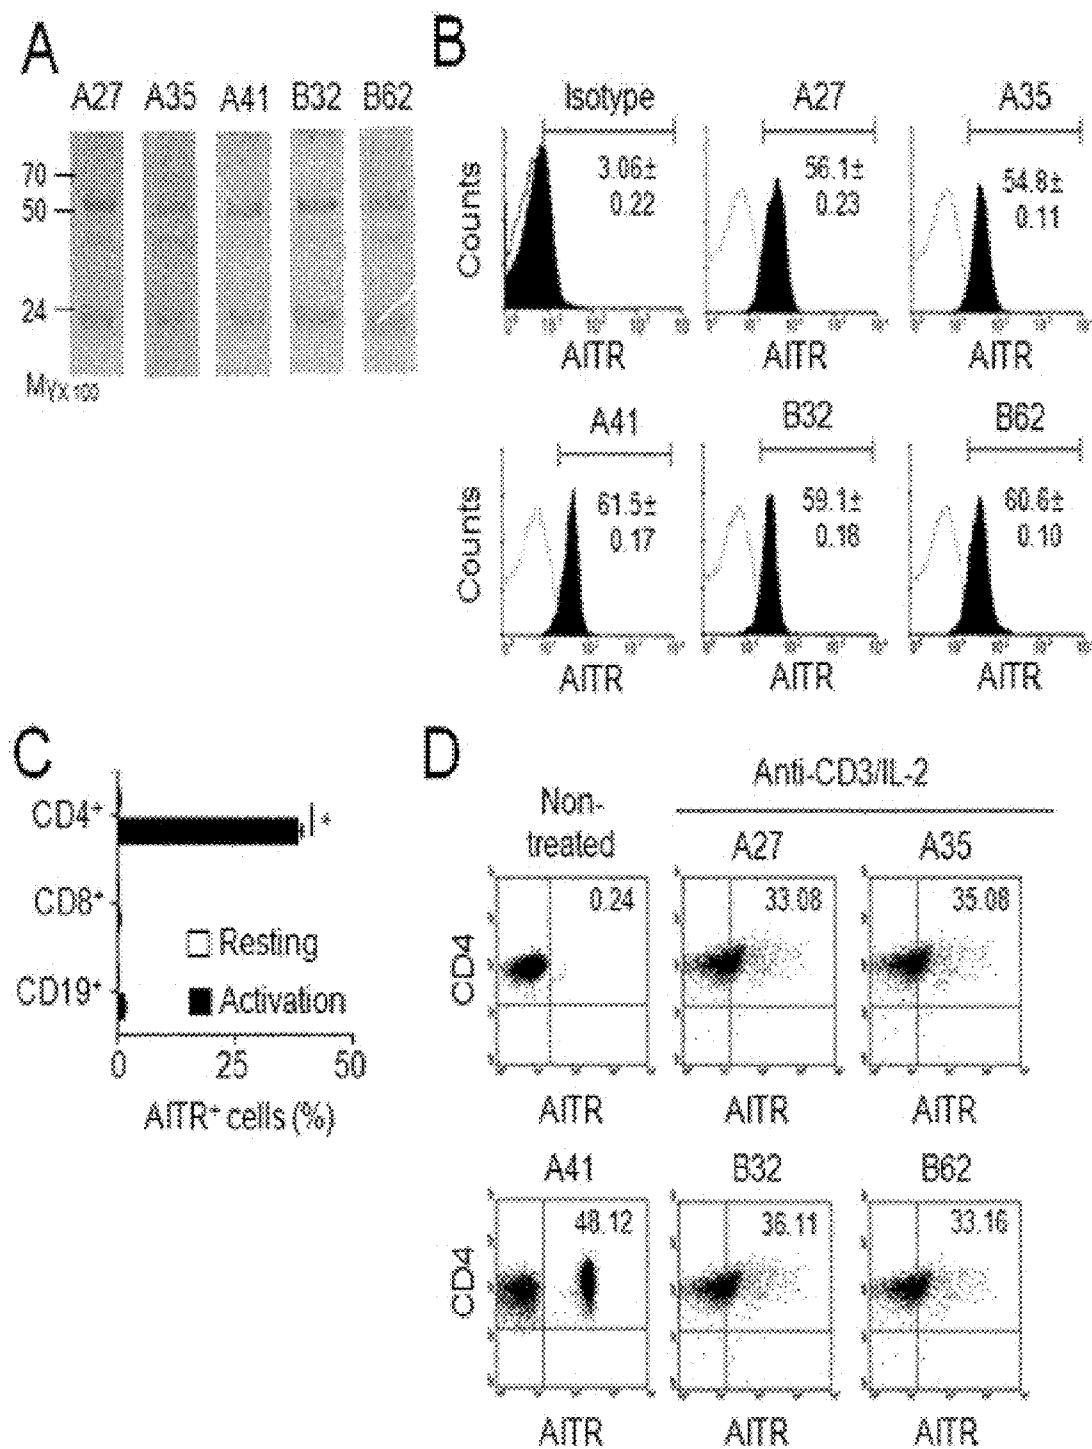 A
A27 A35 A41 B32 B62
70
50
24
B
Isotype A27 A35
Counts
3.06±
0.22
56.1±
0.23
54.8±
0.11
AITR AITR AITR
A41 B32 B62
Counts
61.5±
0.17
59.1±
0.18
60.6±
0.10
AITR AITR AITR
C
CD4+
*
CD8+
CD19+
Resting
Activation
0 25 50
AITR+ cells (%)
D
Anti-CD3/IL-2
Non-
treated
A27 A35
CD4
0.24 33.08 35.08
AITR AITR AITR
A41 B32 B62
CD4
48.12 36.11 33.16
AITR AITR AITR